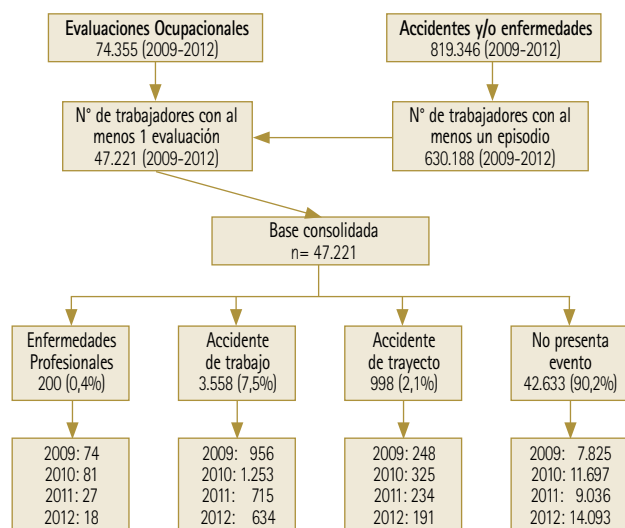 Evaluaciones Ocupacionales
74.355 (2009-2012)
Accidentes y/o enfermedades
819.346 (2009-2012)
N° de trabajadores con al
menos 1 evaluación
47.221 (2009-2012)
N° de trabajadores con al
menos un episodio
630.188 (2009-2012)
Base consolidada
n= 47.221
Enfermedades
Profesionales
200 (0,4%)
Accidente
de trabajo
3.558 (7,5%)
Accidente
de trayecto
998 (2,1%)
No presenta
evento
42.633 (90,2%)
2009: 74
2010: 81
2011: 27
2012: 18
2009: 956
2010: 1.253
2011: 715
2012: 634
2009: 248
2010: 325
2011: 234
2012: 191
2009: 7.825
2010: 11.697
2011: 9.036
2012: 14.093